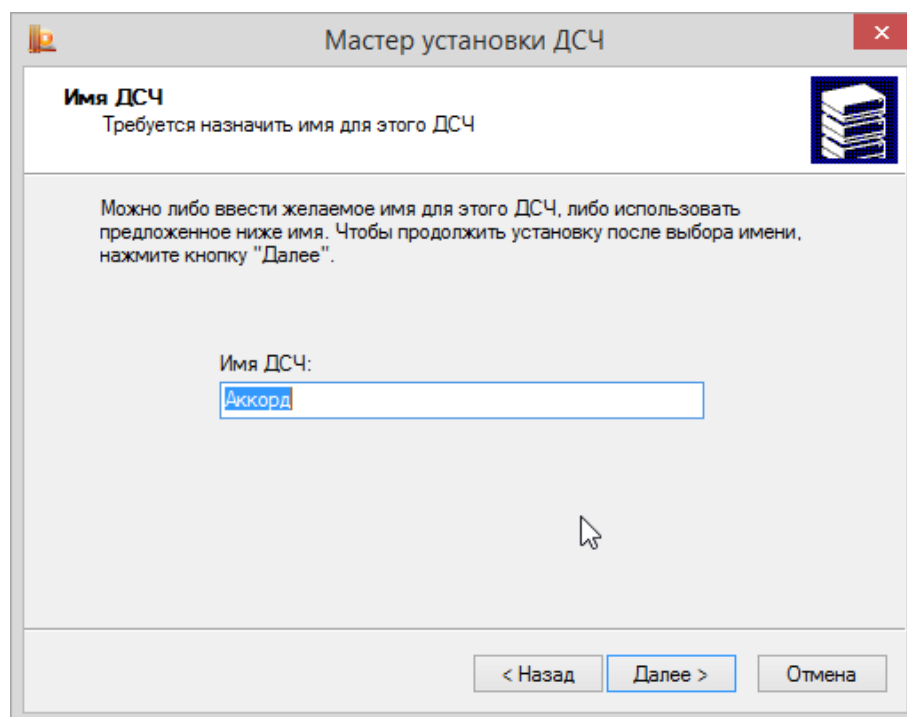 Мастер установки ДСЧ
Имя ДСЧ
Требуется назначить имя для этого ДСЧ
Можно либо ввести желаемое имя для этого ДСЧ, либо использовать
предложенное ниже имя. Чтобы продолжить установку после выбора имени,
нажмите кнопку "Далее".
Имя ДСЧ:
Аккорд
< Назад
Далее >
Отмена